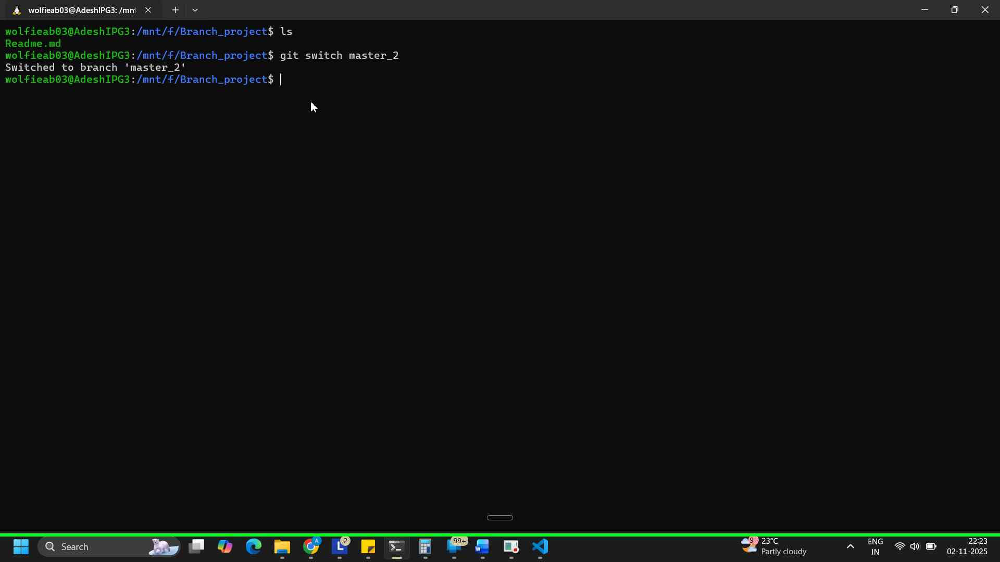 wolfieab03@AdeshIPG3: /mnt
wolfieab03@AdeshIPG3:/mnt/f/Branch_project$ ls
Readme.md
wolfieab03@AdeshIPG3:/mnt/f/Branch_project$ git switch master_2
Switched to branch 'master_2'
wolfieab03@AdeshIPG3:/mnt/f/Branch_project$
Search
A
L
2
99+
W
9+
23°C
Partly cloudy
ENG
IN
22:23
02-11-2025